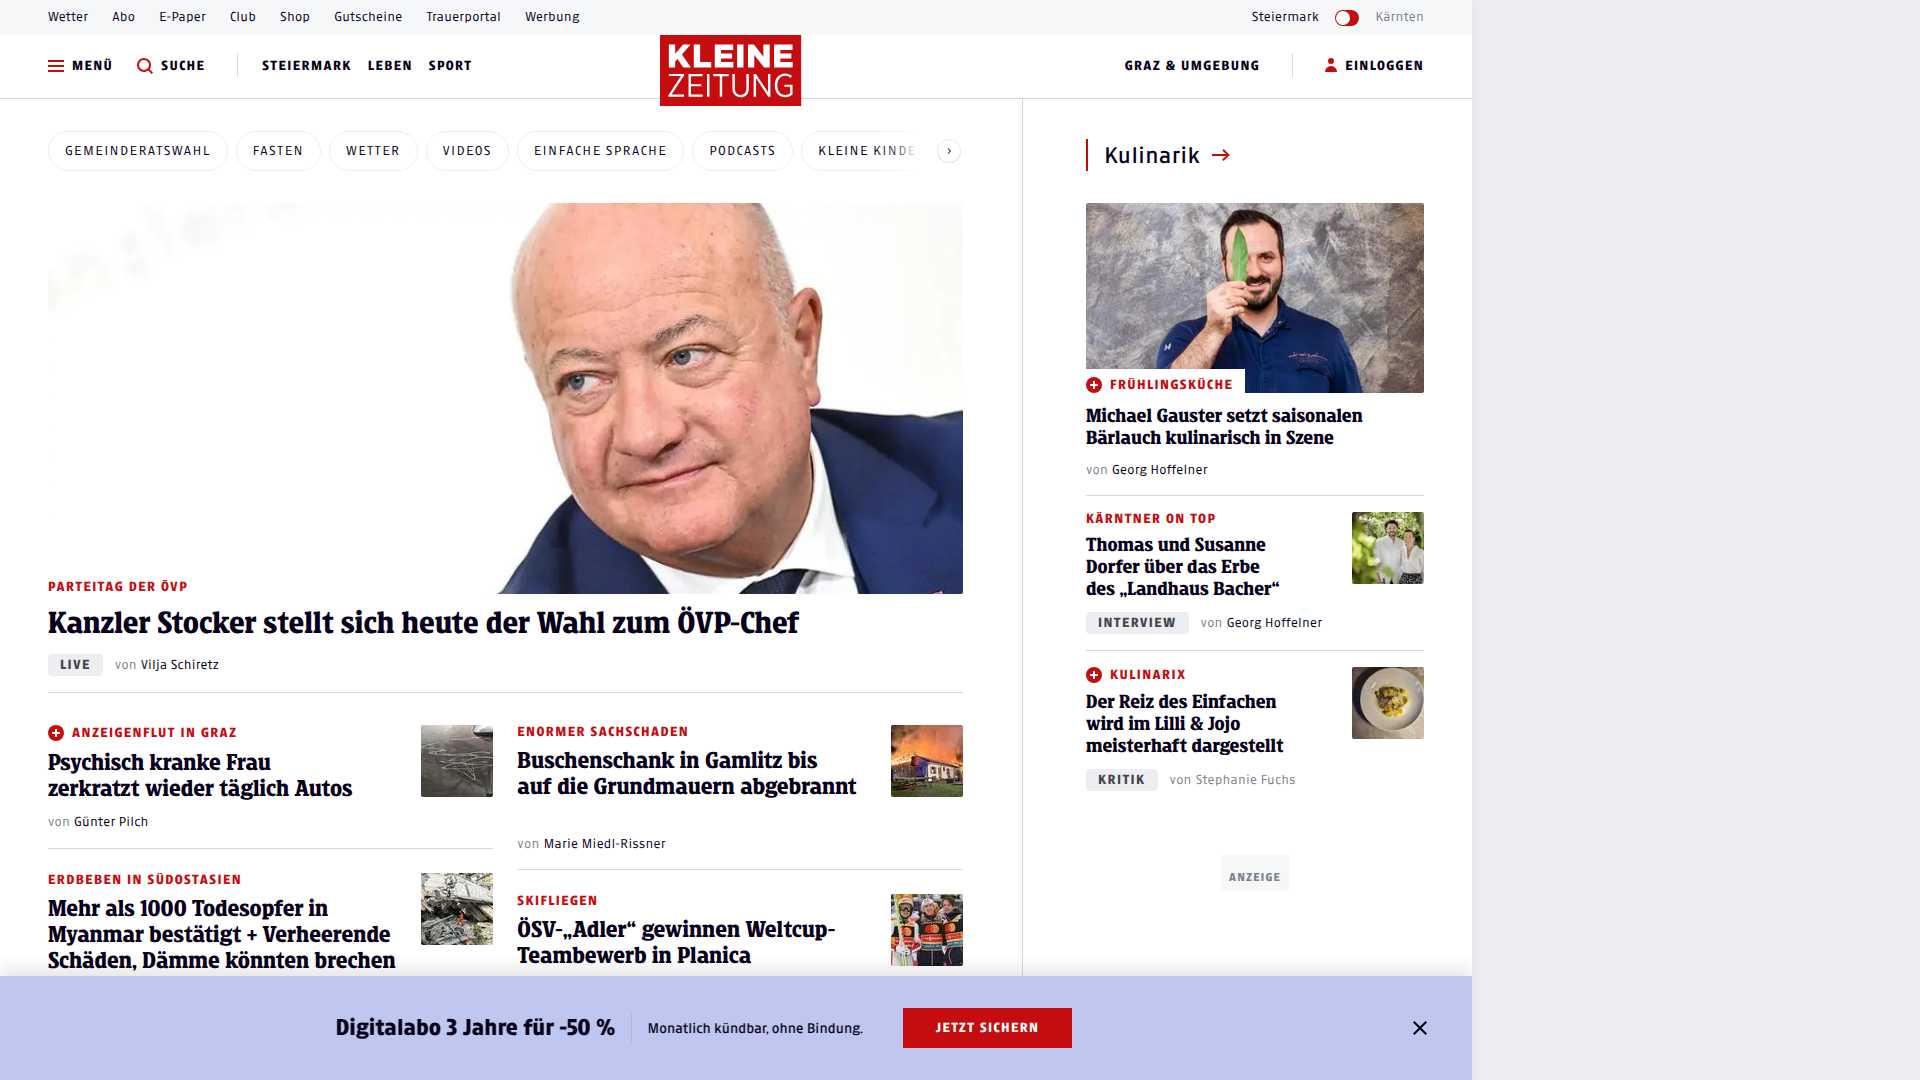 Wetter Abo E-Paper Club Shop Gutscheine Trauerportal Werbung Steiermark Kärnten
MENÜ SUCHE STEIERMARK LEBEN SPORT KLEINE ZEITUNG GRAZ & UMGEBUNG EINLOGGEN
GEMEINDERATSWAHL FASTEN WETTER VIDEOS EINFACHE SPRACHE PODCASTS KLEINE KINDE
PARTEITAG DER ÖVP
Kanzler Stocker stellt sich heute der Wahl zum ÖVP-Chef
LIVE von Vilja Schiretz
ANZEIGENFLUT IN GRAZ
Psychisch kranke Frau
zerkratzt wieder täglich Autos
von Günter Pilch
ERDBEBEN IN SÜDOSTASIEN
Mehr als 1000 Todesopfer in
Myanmar bestätigt + Verheerende
Schäden, Dämme könnten brechen
ENORMER SACHSCHADEN
Buschenschank in Gamlitz bis
auf die Grundmauern abgebrannt
von Marie Miedl-Rissner
SKIFLIEGEN
ÖSV-„Adler“ gewinnen Weltcup-
Teambewerb in Planica
Kulinarik
FRÜHLINGSKÜCHE
Michael Gauster setzt saisonalen
Bärlauch kulinarisch in Szene
von Georg Hoffelner
KÄRNTNER ON TOP
Thomas und Susanne
Dorfer über das Erbe
des „Landhaus Bacher“
INTERVIEW von Georg Hoffelner
KULINARIX
Der Reiz des Einfachen
wird im Lilli & Jojo
meisterhaft dargestellt
KRITIK von Stephanie Fuchs
ANZEIGE
Digitalabo 3 Jahre für -50 % Monatlich kündbar, ohne Bindung. JETZT SICHERN